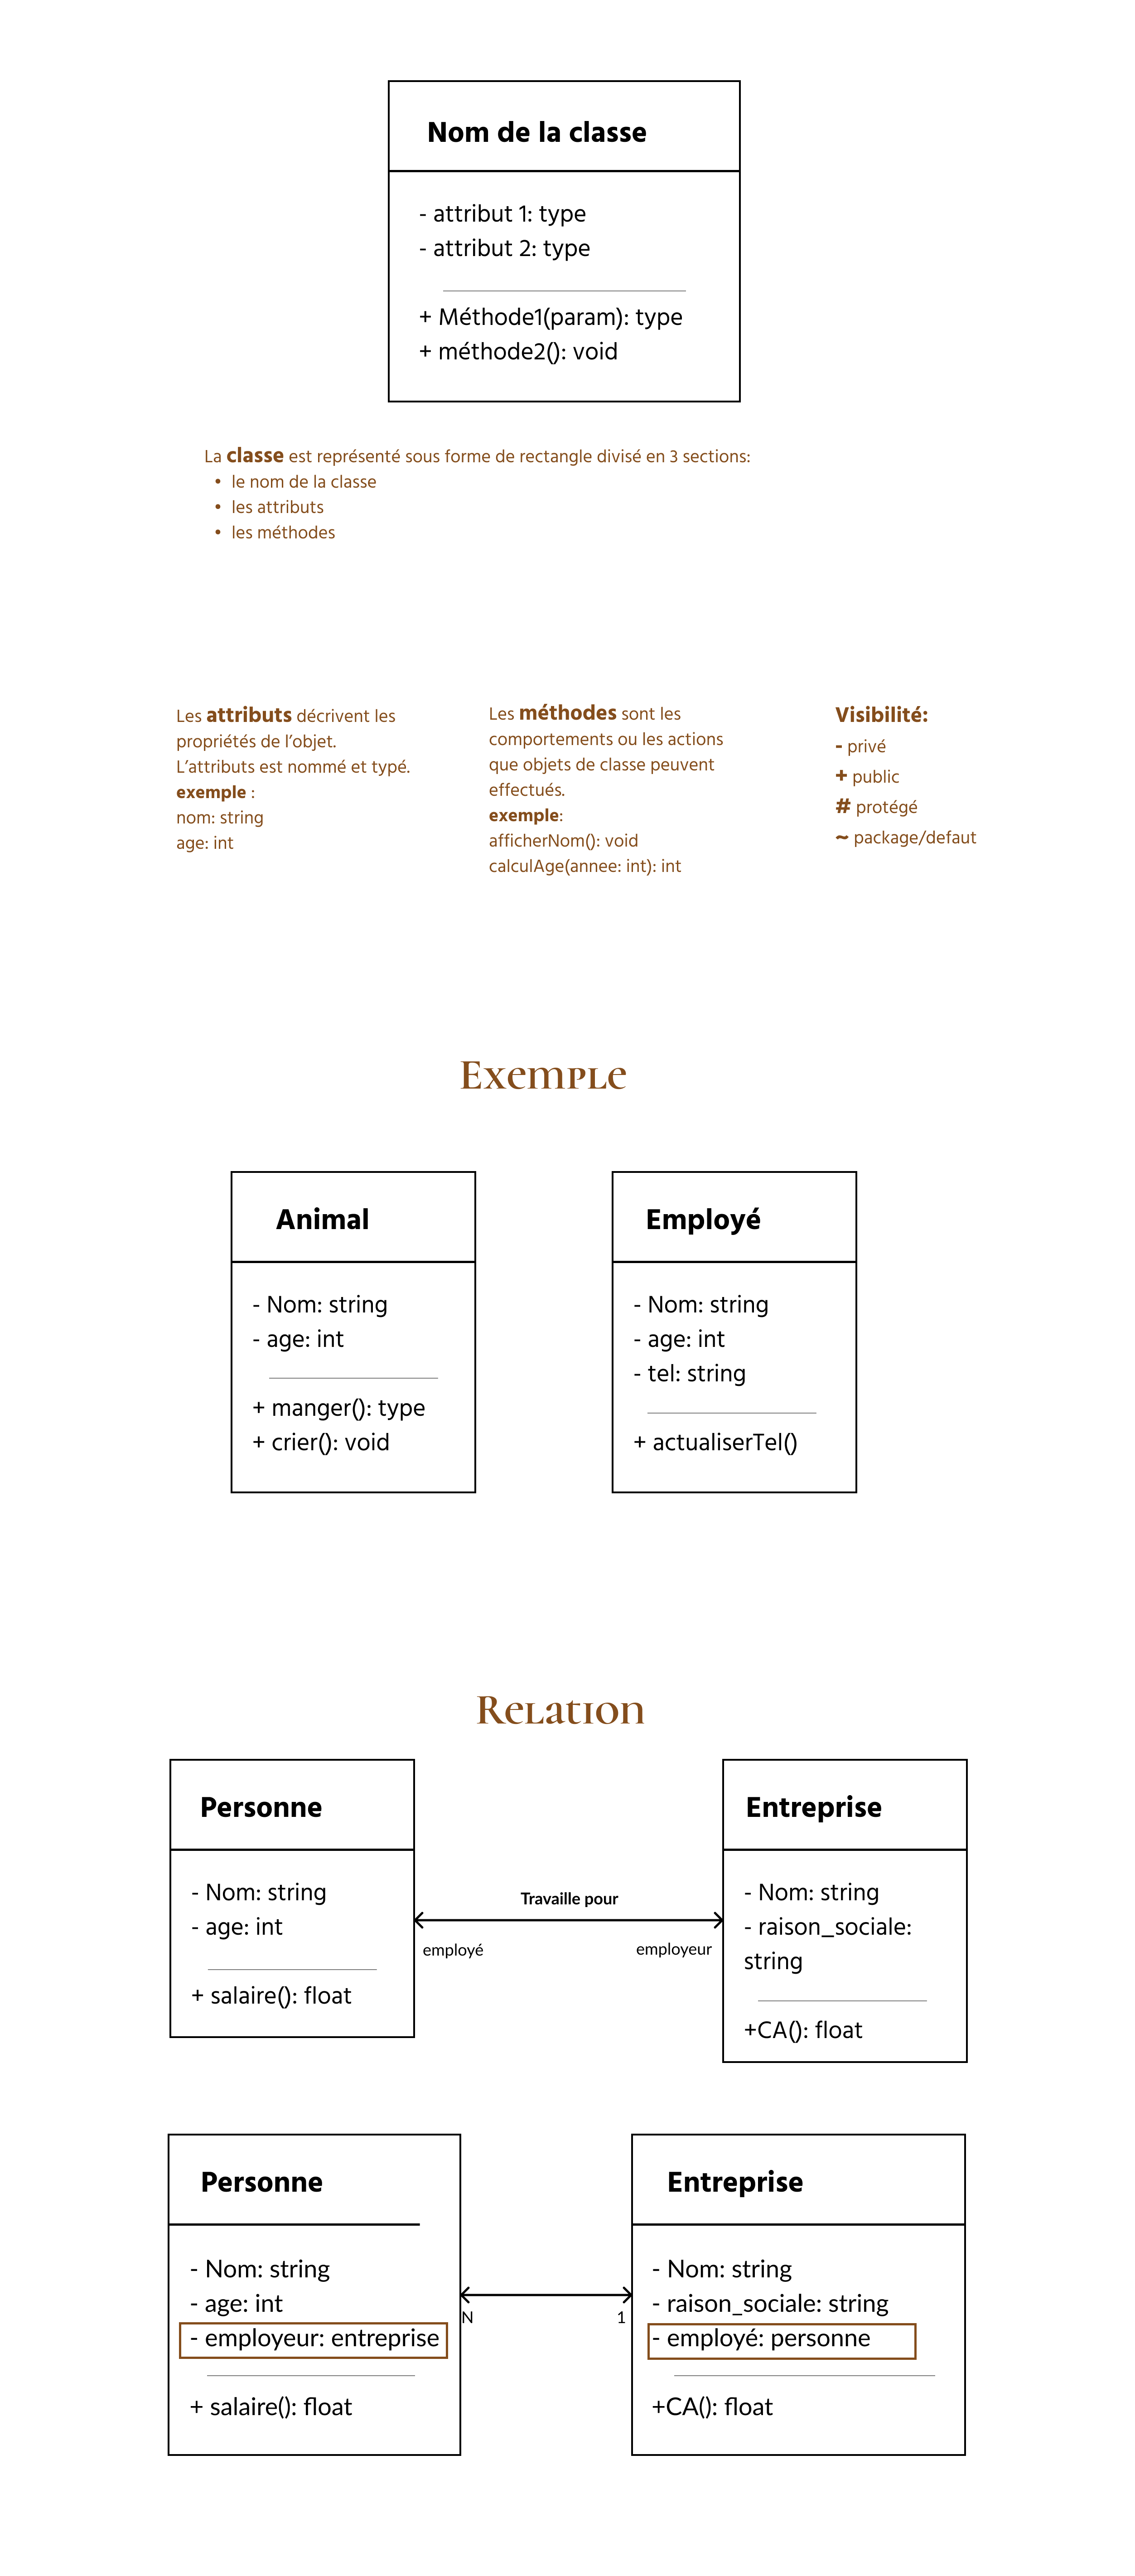 Nom de la classe
- attribut 1: type
- attribut 2: type
+ Méthode1(param): type
+ méthode2(): void
La classe est représenté sous forme de rectangle divisé en 3 sections:
• le nom de la classe
• les attributs
• les méthodes
Les attributs décrivent les
propriétés de l’objet.
L’attributs est nommé et typé.
exemple :
nom: string
age: int
Les méthodes sont les
comportements ou les actions
que objets de classe peuvent
effectués.
exemple:
afficherNom(): void
calculAge(annee: int): int
Visibilité:
- privé
+ public
# protégé
~ package/defaut
Exemple
Animal
- Nom: string
- age: int
+ manger(): type
+ crier(): void
Employé
- Nom: string
- age: int
- tel: string
+ actualiserTel()
Relation
Personne
- Nom: string
- age: int
+ salaire(): float
Travaille pour
employé
employeur
Entreprise
- Nom: string
- raison_sociale:
string
+CA(): float
Personne
- Nom: string
- age: int
- employeur: entreprise
+ salaire(): float
N
1
Entreprise
- Nom: string
- raison_sociale: string
- employé: personne
+CA(): float